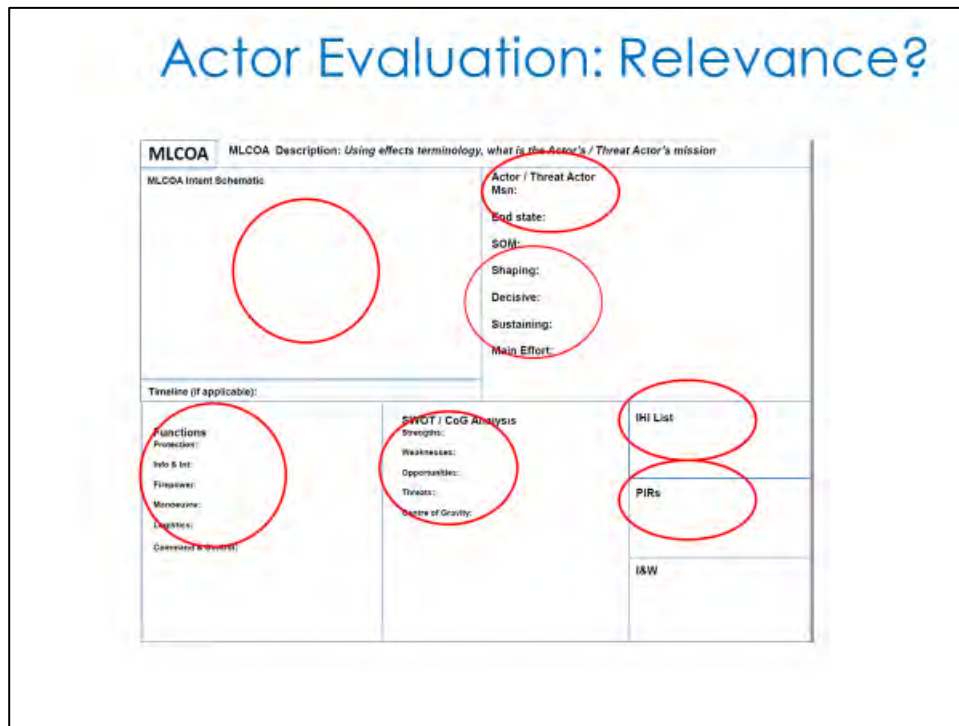 Actor Evaluation: Relevance?
MLCOA
MLCOA Description: Using effects terminology, what is the Actor's / Threat Actor's mission
MLCOA Intent Schematic
Actor / Threat Actor
Msn:
End state:
SOM:
Shaping:
Decisive:
Sustaining:
Main Effort:
Timeline (if applicable):
Functions
Protection:
Info & Int:
Firepower:
Manoeuvre:
Logistics:
Command & Control:
SWOT / CoG Analysis
Strengths:
Weaknesses:
Opportunities:
Threats:
Centre of Gravity:
IHI List
PIRs
I&W